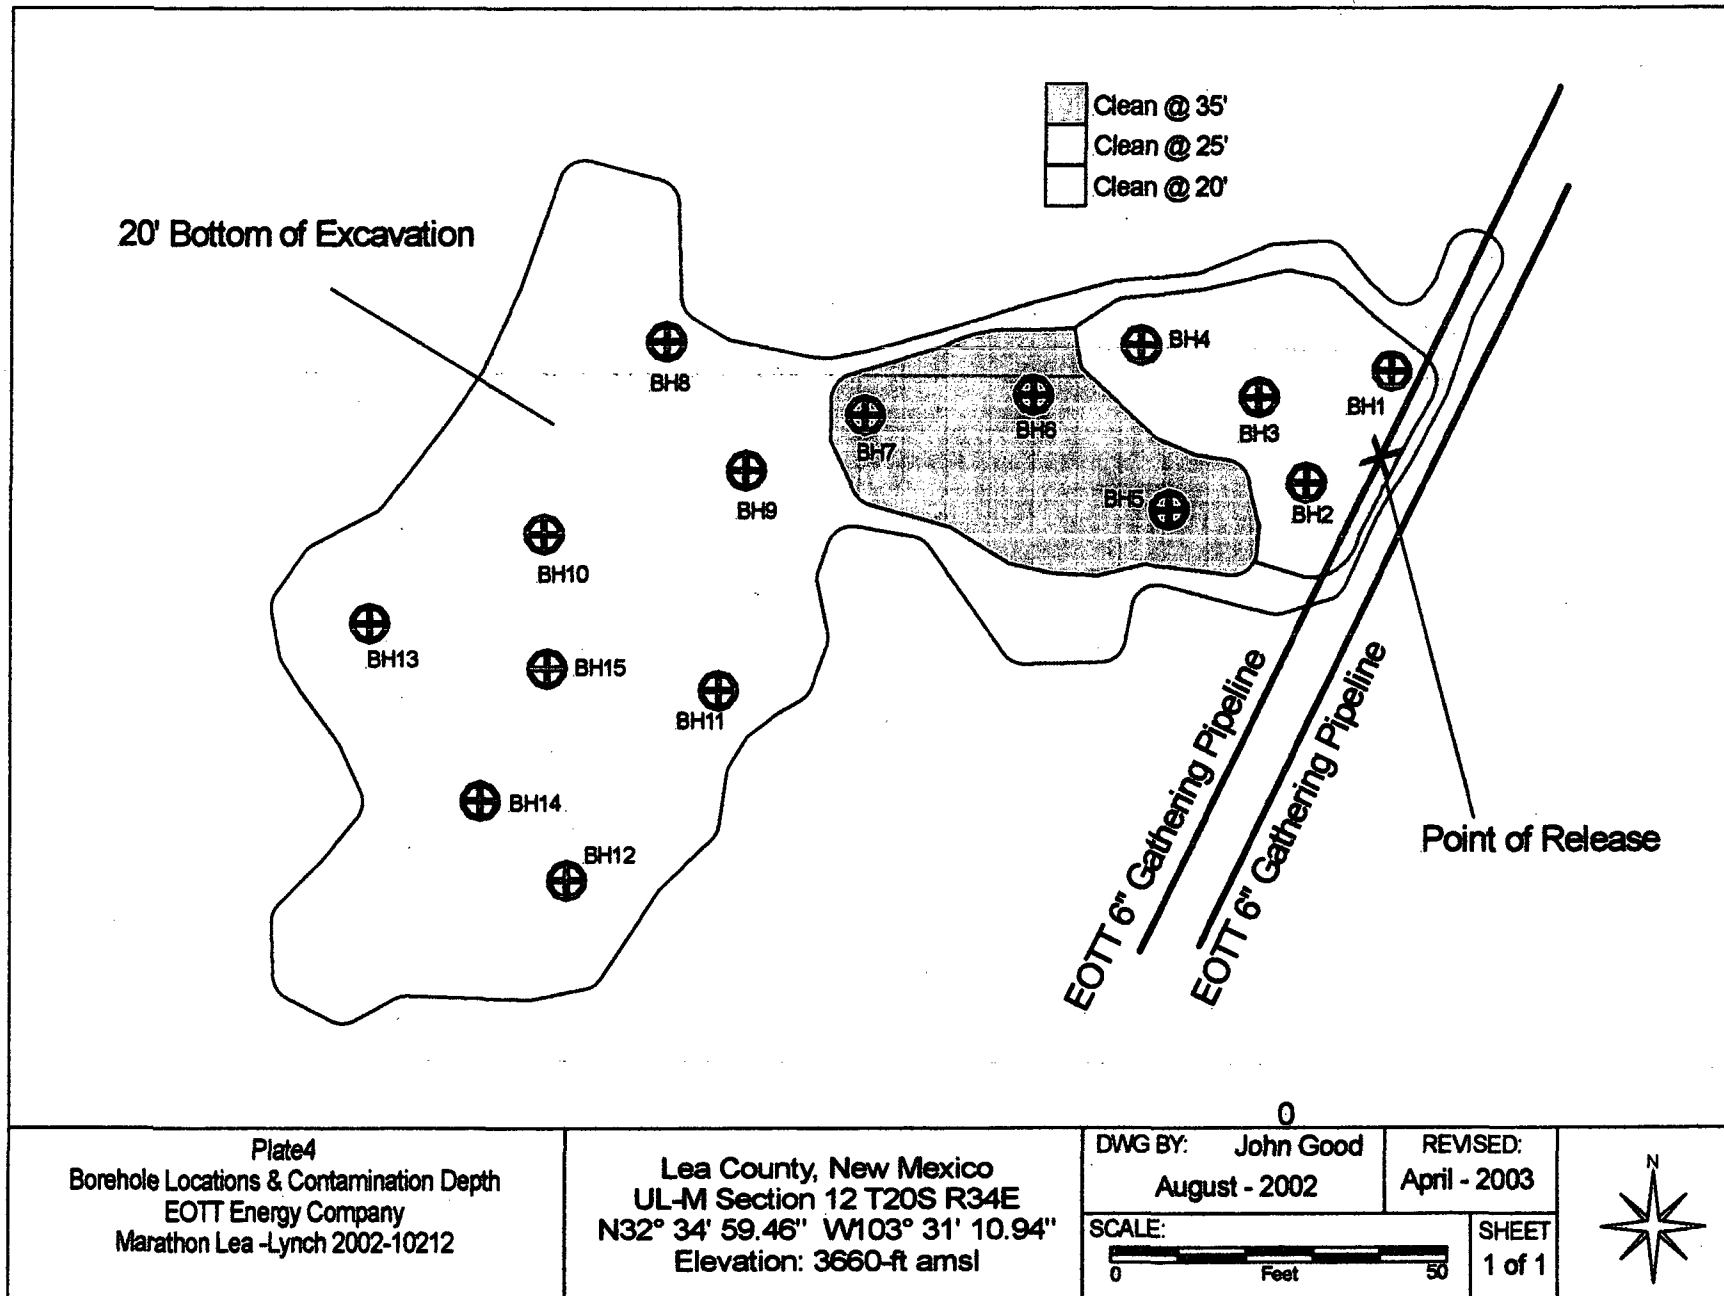 Clean @ 35'
Clean @ 25'
Clean @ 20'
20' Bottom of Excavation
BH8
BH4
BH1
BH3
BH6
BH7
BH5
BH2
BH9
BH10
BH13
BH15
BH11
BH14
BH12
EOTT 6" Gathering Pipeline
EOTT 6" Gathering Pipeline
Point of Release
0
Plate4
Borehole Locations & Contamination Depth
EOTT Energy Company
Marathon Lea -Lynch 2002-10212
Lea County, New Mexico
UL-M Section 12 T20S R34E
N32° 34' 59.46" W103° 31' 10.94"
Elevation: 3660-ft amsl
DWG BY: John Good
August - 2002
REVISED:
April - 2003
SCALE:
0 Feet 50
SHEET
1 of 1
N